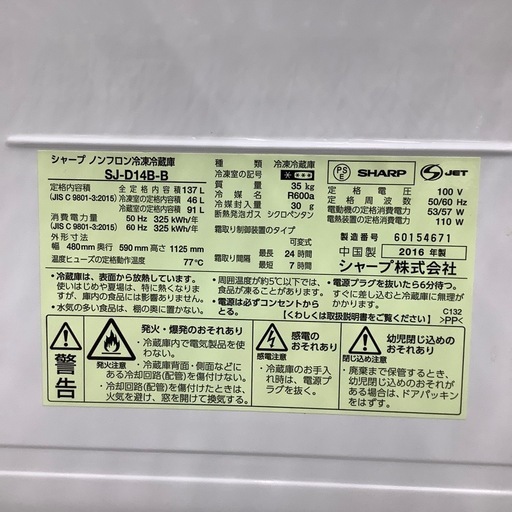 シャープ ノンフロン冷凍冷蔵庫
SJ-D14B-B
定格内容積 全定格内容積 137 L
(JIS C 9801-3:2015) 冷凍室の定格内容積 46 L
冷蔵室の定格内容積 91 L
消費電力量 50 Hz 325 kWh/年
(JIS C 9801-3:2015) 60 Hz 325 kWh/年
外形寸法
幅 480mm 奥行 590 mm 高さ 1125 mm
温度ヒューズの定格動作温度 77℃
種類 冷凍冷蔵庫
冷凍室の記号
質量 35 kg
冷媒 R600a
冷媒封入量 30 g
断熱発泡ガス シクロペンタン
霜取り制御装置のタイプ
可変式
霜取り間隔 最長 24 時間
最短 7 時間
PS
E
SHARP
JET
定格電圧 100 V
定格周波数 50/60 Hz
電動機の定格消費電力 53/57 W
電熱装置の定格消費電力 110 W
製造番号 60154671
中国製 2016 年製
シャープ株式会社
•冷蔵庫は、表面から放熱しています。
使いはじめや夏場は、特に熱くなりますが、庫内の食品には影響ありません。
•水気の多い食品は、棚の奥に置かない。
•周囲温度が約5℃以下では、
食品が凍ることがあります。
•電源は必ずコンセントから
とる。
•電源プラグを抜いたら6分待つ。
すぐに差し込むと冷蔵庫に無理が
かかります。
【くわしくは取扱説明書をご覧ください】
C132
>PP<
警告
発火・爆発のおそれあり
発火注意
•冷蔵庫内で電気製品を使
わない。
•冷蔵庫背面・側面などに
ある冷却回路(配管)を傷付けない。
•冷却回路(配管)を傷付けたときは、
火気を避け、窓を開けて換気する。
感電の
おそれあり
感電注意
•冷蔵庫のお手入
れ時は、電源プ
ラグを抜く。
幼児閉じ込めの
おそれあり
閉じ込め注意
•廃棄まで保管する時に、
幼児閉じ込めのおそれが
ある場合は、ドアパッキン
をはずす。